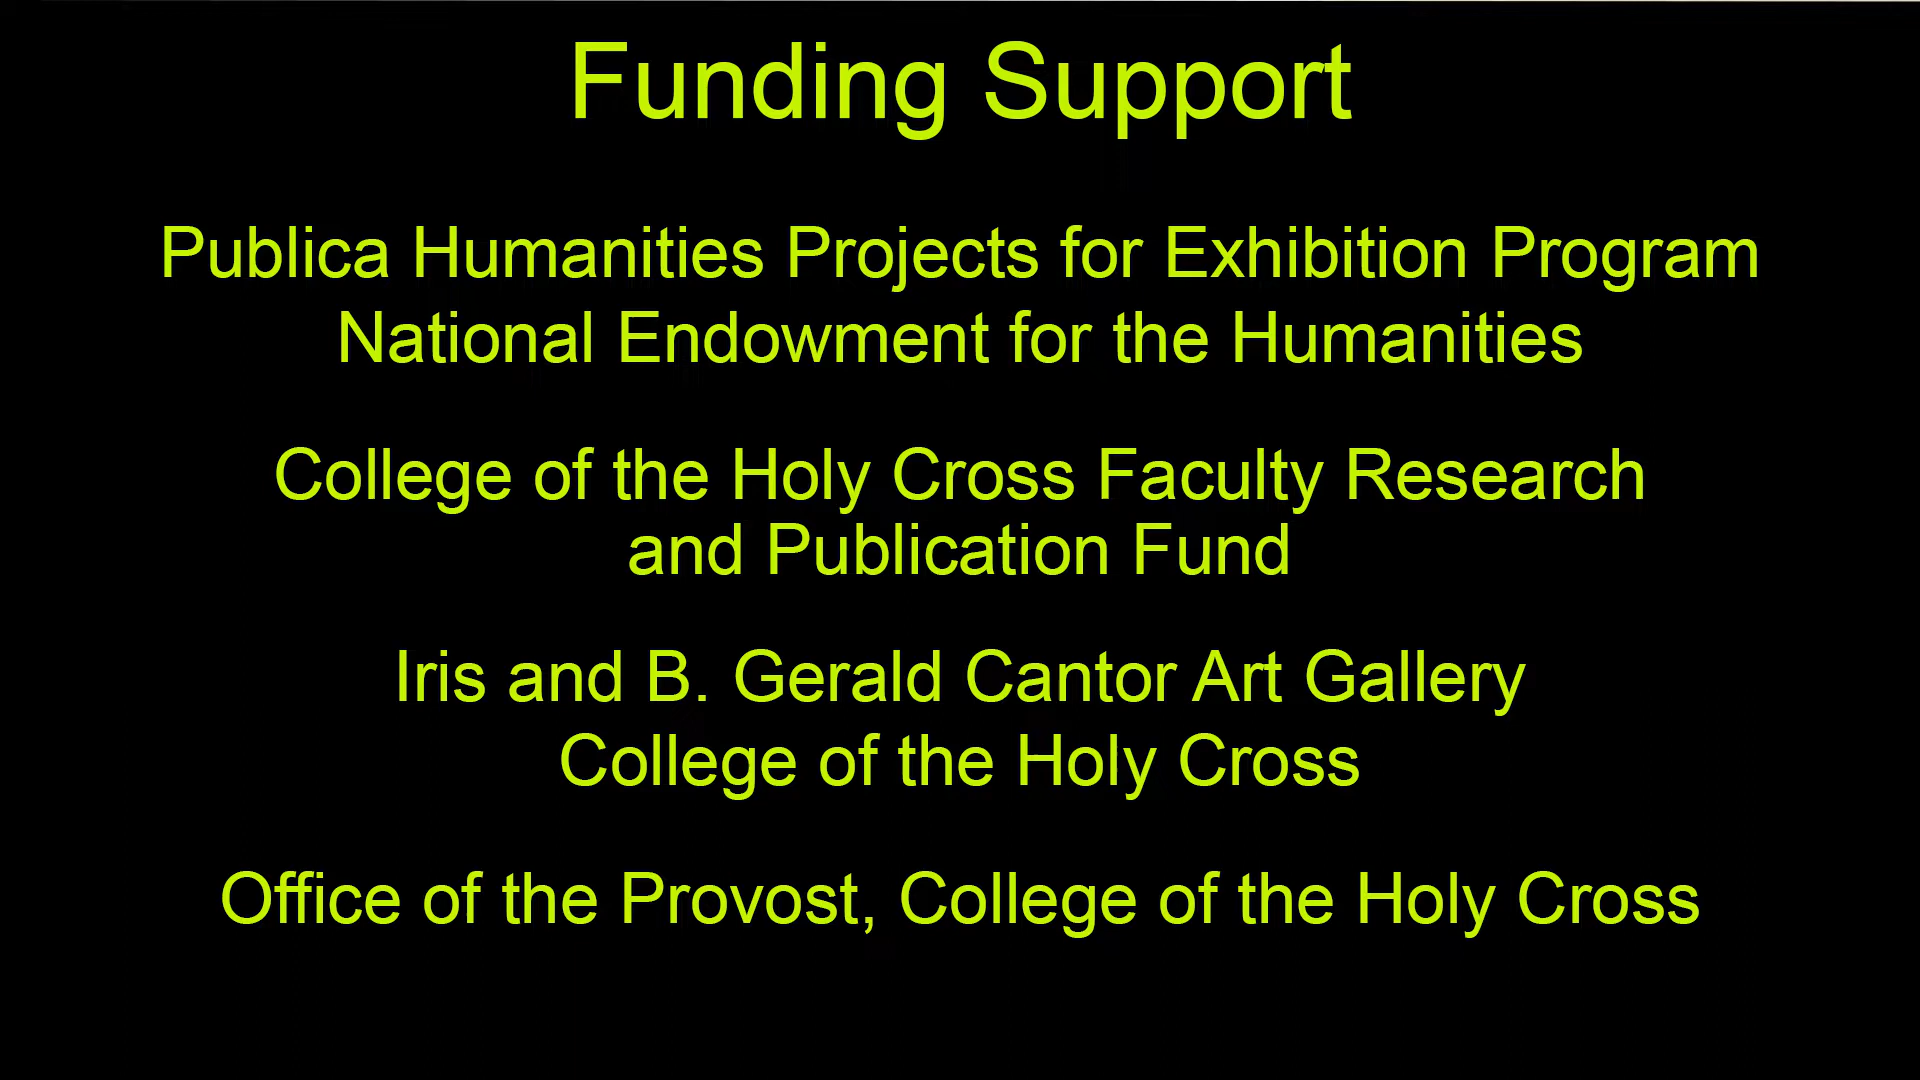 Funding Support
Publica Humanities Projects for Exhibition Program
National Endowment for the Humanities
College of the Holy Cross Faculty Research
and Publication Fund
Iris and B. Gerald Cantor Art Gallery
College of the Holy Cross
Office of the Provost, College of the Holy Cross